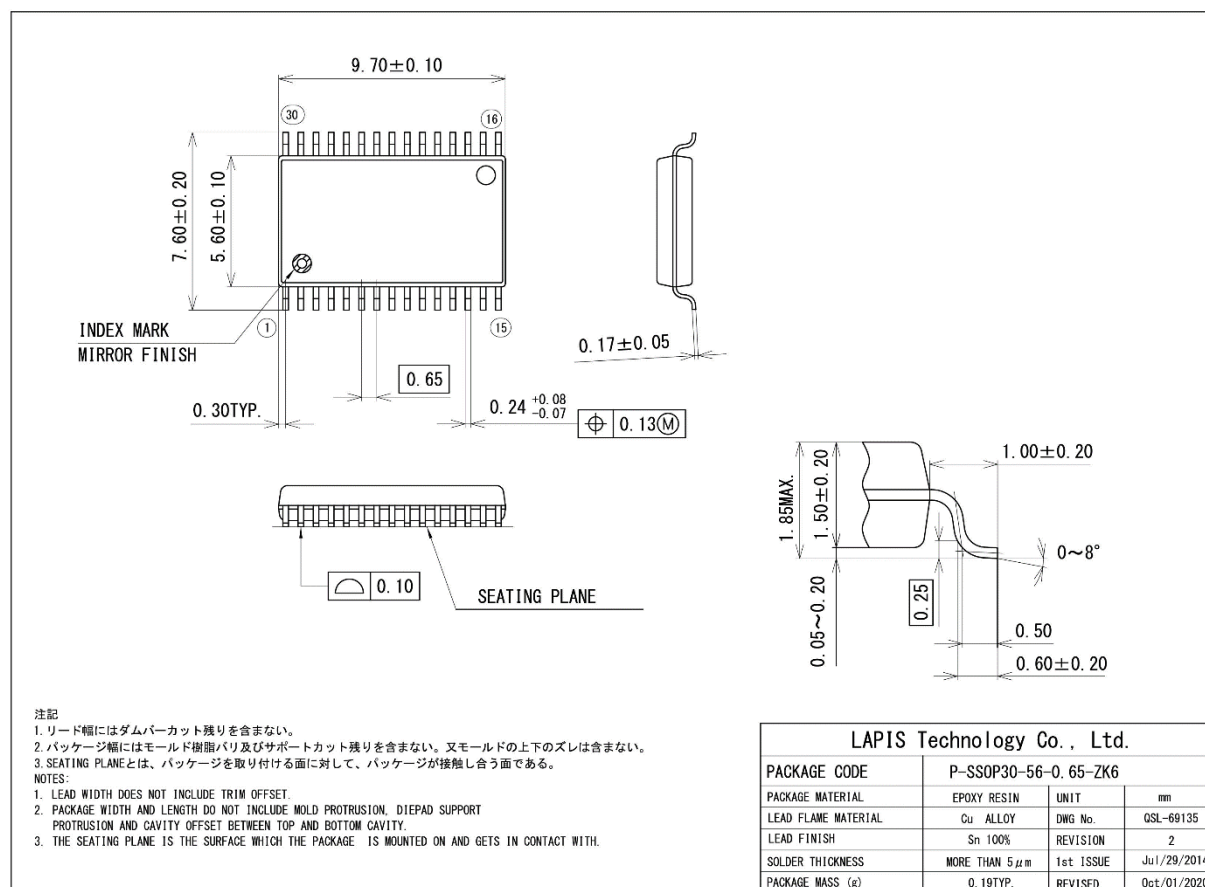 9.70±0.10
30
16
7.60±0.20
5.60±0.10
INDEX MARK
MIRROR FINISH
1
15
0.65
0.30TYP.
0.24 +0.08 -0.07
0.13Ⓜ
0.17±0.05
0.10
SEATING PLANE
1.00±0.20
1.85MAX.
1.50±0.20
0~8°
0.25
0.05~0.20
0.50
0.60±0.20
注記
1. リード幅にはダムバーカット残りを含まない。
2. パッケージ幅にはモールド樹脂バリ及びサポートカット残りを含まない。又モールドの上下のズレは含まない。
3. SEATING PLANEとは、パッケージを取り付ける面に対して、パッケージが接触し合う面である。
NOTES:
1. LEAD WIDTH DOES NOT INCLUDE TRIM OFFSET.
2. PACKAGE WIDTH AND LENGTH DO NOT INCLUDE MOLD PROTRUSION, DIEPAD SUPPORT
PROTRUSION AND CAVITY OFFSET BETWEEN TOP AND BOTTOM CAVITY.
3. THE SEATING PLANE IS THE SURFACE WHICH THE PACKAGE IS MOUNTED ON AND GETS IN CONTACT WITH.
LAPIS Technology Co., Ltd.
PACKAGE CODE P-SSOP30-56-0.65-ZK6
PACKAGE MATERIAL EPOXY RESIN UNIT mm
LEAD FLAME MATERIAL Cu ALLOY DWG No. QSL-69135
LEAD FINISH Sn 100% REVISION 2
SOLDER THICKNESS MORE THAN 5μm 1st ISSUE Jul/29/2014
PACKAGE MASS (g) 0.19TYP. REVISED Oct/01/2020